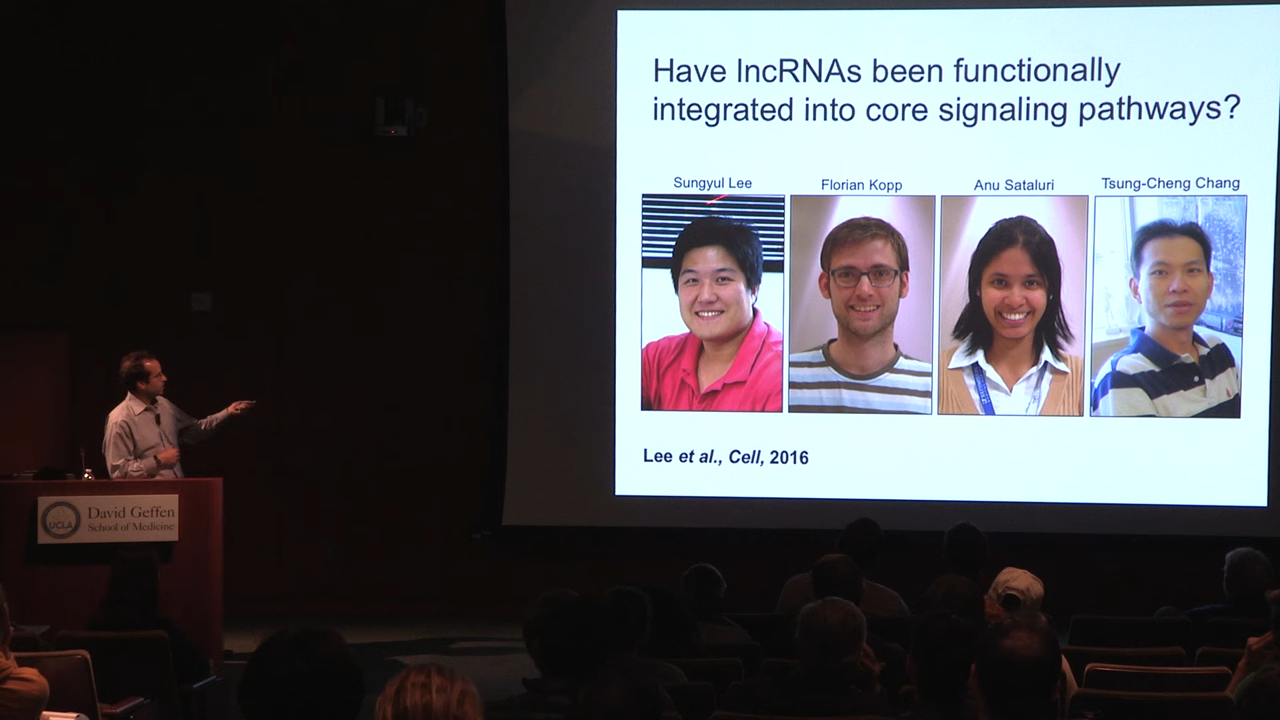 Have lncRNAs been functionally
integrated into core signaling pathways?
Sungyul Lee
Florian Kopp
Anu Sataluri
Tsung-Cheng Chang
Lee et al., Cell, 2016
UCLA
David Geffen
School of Medicine